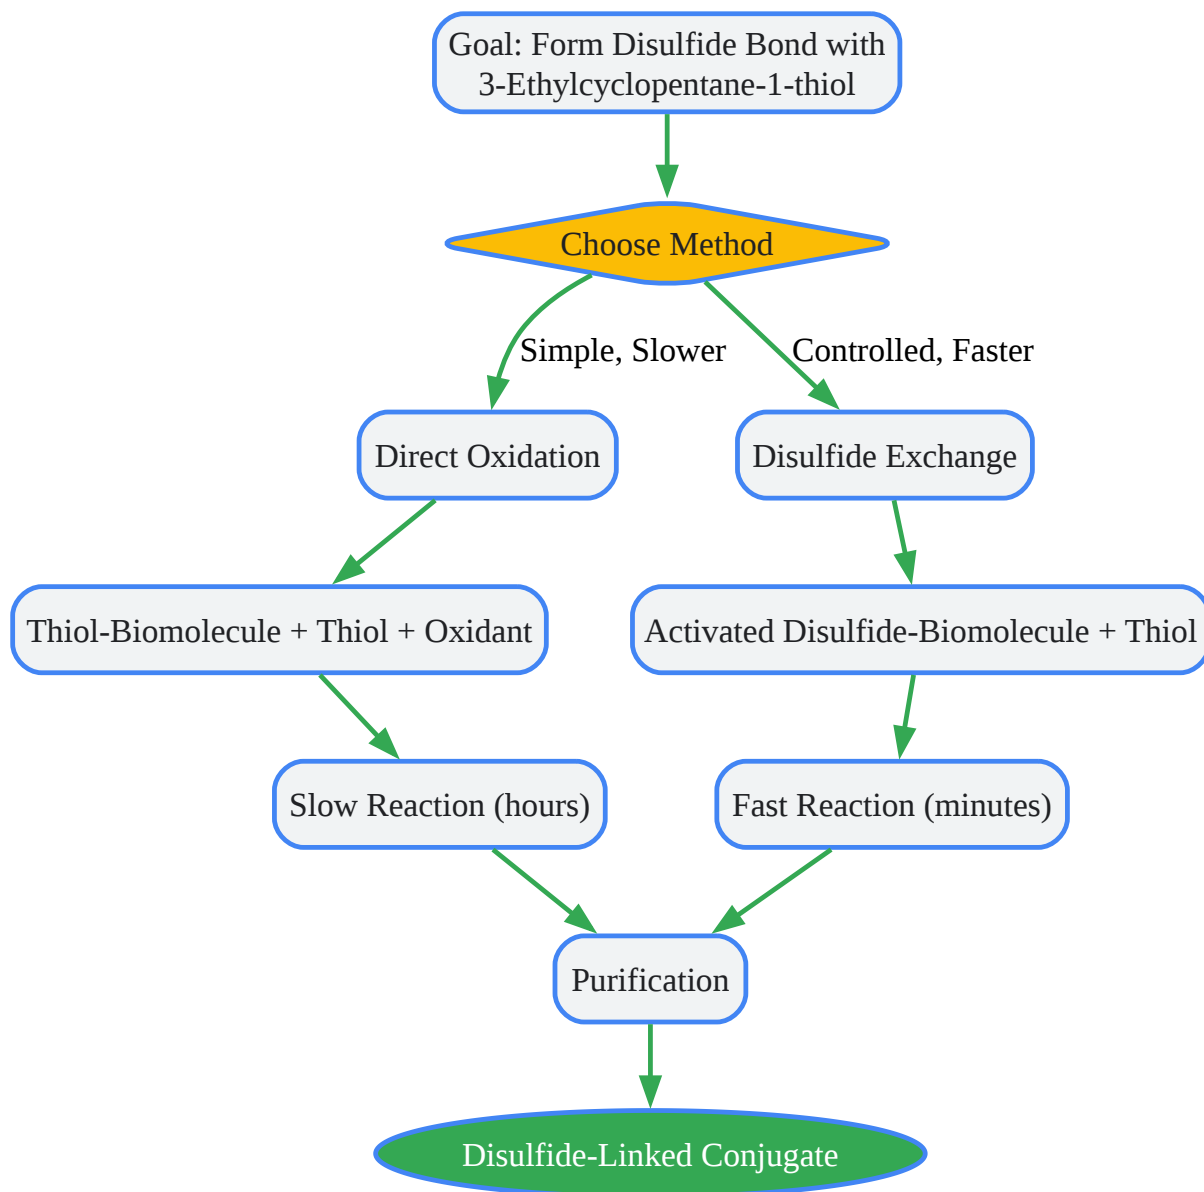 Goal: Form Disulfide Bond with
3-Ethylcyclopentane-1-thiol
Choose Method
Simple, Slower
Controlled, Faster
Direct Oxidation
Disulfide Exchange
Thiol-Biomolecule + Thiol + Oxidant
Activated Disulfide-Biomolecule + Thiol
Slow Reaction (hours)
Fast Reaction (minutes)
Purification
Disulfide-Linked Conjugate